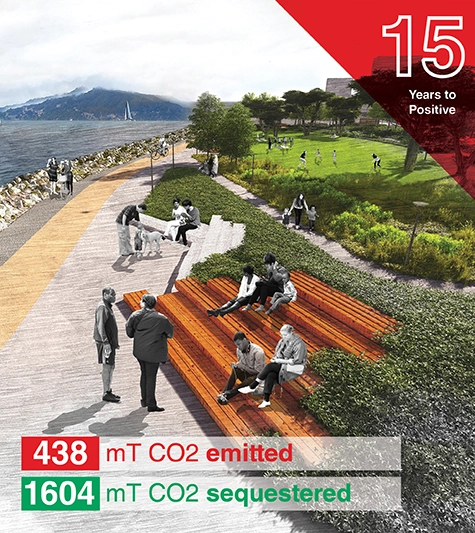 15
Years to
Positive
438 mT CO2 emitted
1604 mT CO2 sequestered